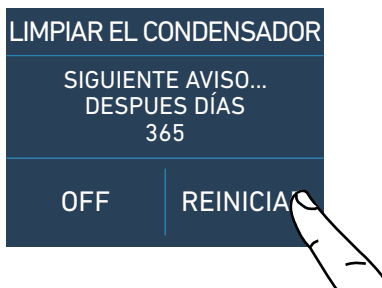 LIMPIAR EL CONDENSADOR
SIGUIENTE AVISO...
DESPUES DÍAS
365
OFF
REINICIA